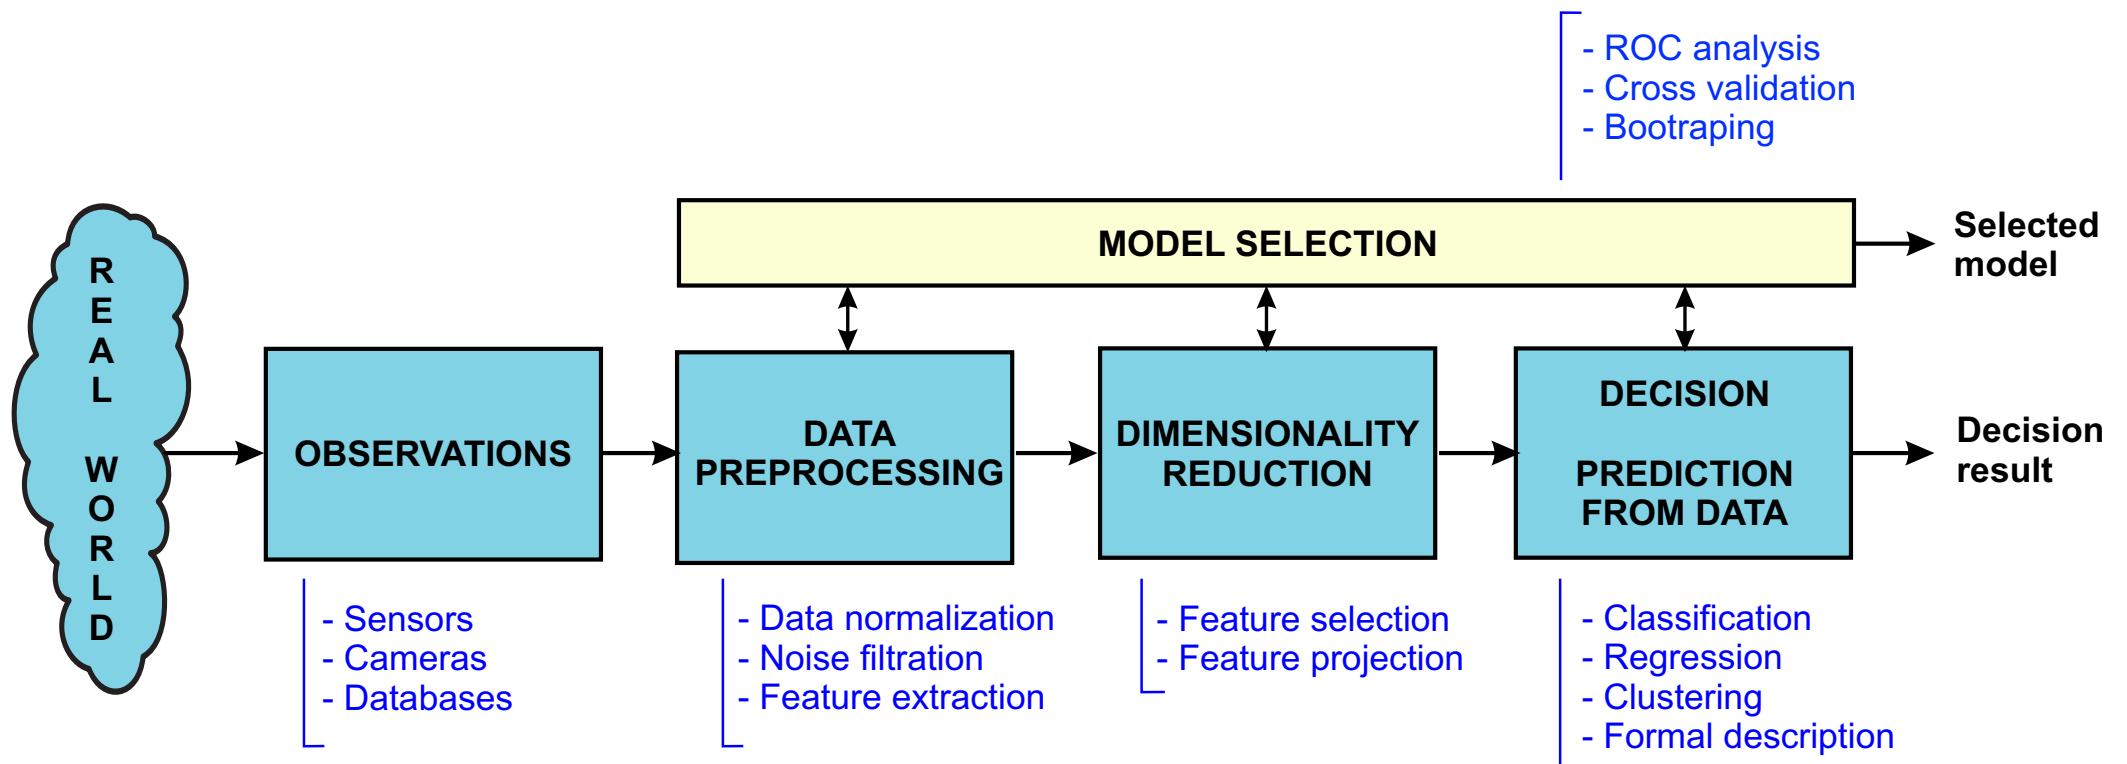 - ROC analysis
- Cross validation
- Bootraping
MODEL SELECTION
Selected
model
REAL WORLD
OBSERVATIONS
DATA
PREPROCESSING
DIMENSIONALITY
REDUCTION
DECISION
PREDICTION
FROM DATA
Decision
result
- Sensors
- Cameras
- Databases
- Data normalization
- Noise filtration
- Feature extraction
- Feature selection
- Feature projection
- Classification
- Regression
- Clustering
- Formal description